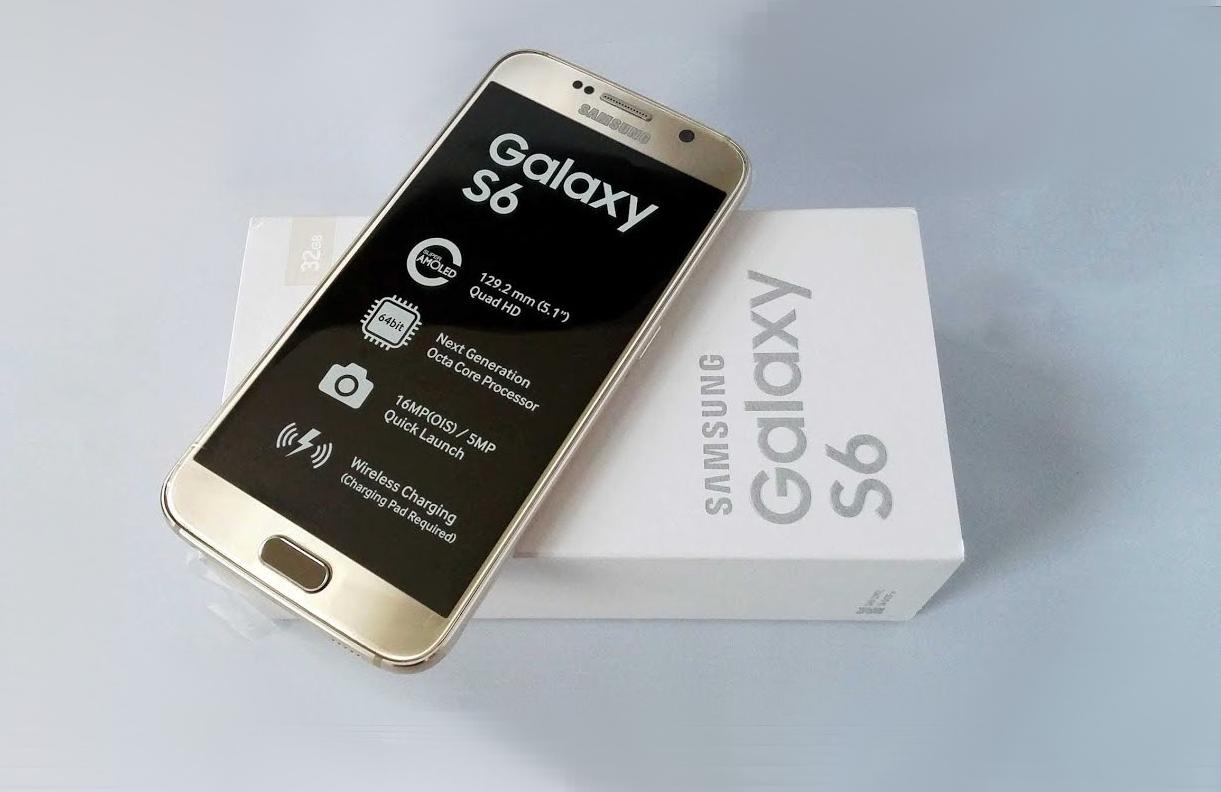 SAMSUNG
Galaxy
S6
SUPER
AMOLED
129.2 mm (5.1")
Quad HD
64bit
Next Generation
Octa Core Processor
16MP(OIS) / 5MP
Quick Launch
Wireless Charging
(Charging Pad Required)
32GB
SAMSUNG
Galaxy
S6